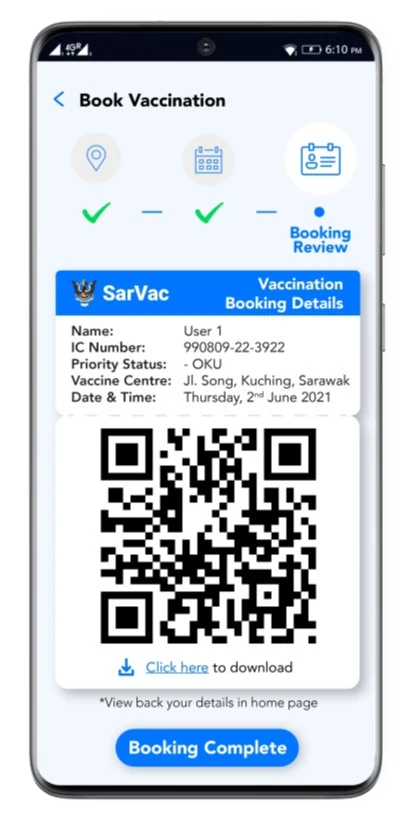 4G R 6:10 PM
Book Vaccination
Booking
Review
SarVac
Vaccination
Booking Details
Name: User 1
IC Number: 990809-22-3922
Priority Status: - OKU
Vaccine Centre: Jl. Song, Kuching, Sarawak
Date & Time: Thursday, 2nd June 2021
Click here to download
*View back your details in home page
Booking Complete